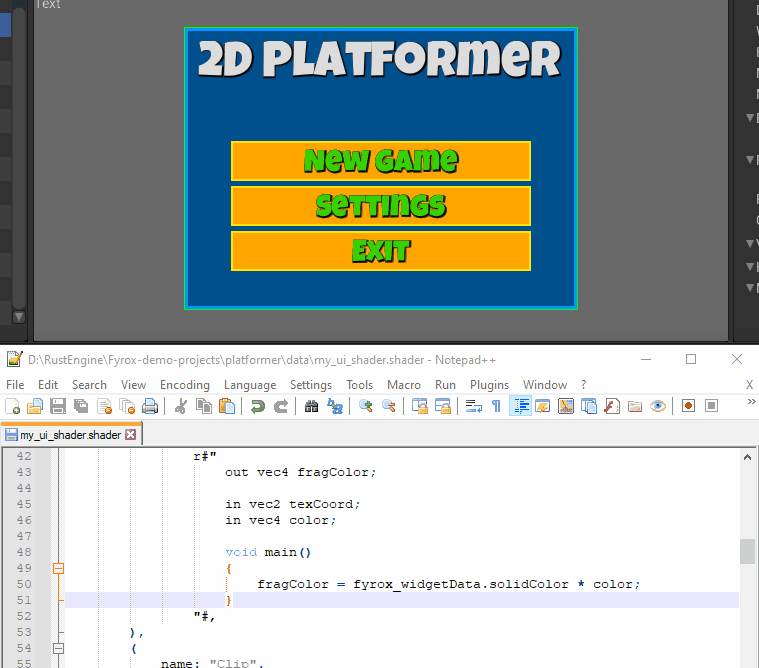 Text
2D Platformer
New Game
Settings
Exit
D:\RustEngine\Fyrox-demo-projects\platformer\data\my_ui_shader.shader - Notepad++
File Edit Search View Encoding Language Settings Tools Macro Run Plugins Window ? X
my_ui_shader.shader
42 r#"
43 out vec4 fragColor;
44
45 in vec2 texCoord;
46 in vec4 color;
47
48 void main()
49 {
50 fragColor = fyrox_widgetData.solidColor * color;
51 }
52 "#,
53 ),
54 (
55 name: "Clip",